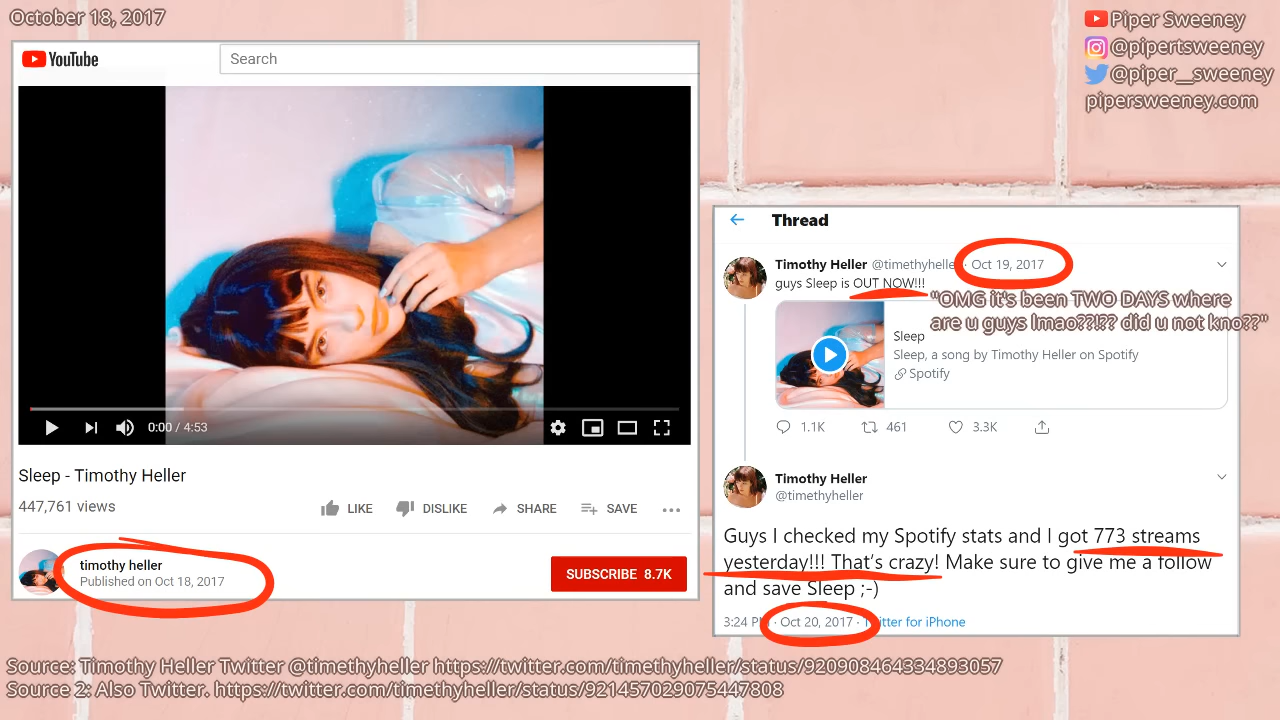 October 18, 2017
Piper Sweeney
@pipertsweeney
@piper__sweeney
pipersweeney.com
YouTube
Search
0:00 / 4:53
Sleep - Timothy Heller
447,761 views
LIKE DISLIKE SHARE SAVE
timothy heller
Published on Oct 18, 2017
SUBSCRIBE 8.7K
Thread
Timothy Heller @timethyhelle · Oct 19, 2017
guys Sleep is OUT NOW!!!
"OMG it's been TWO DAYS where
are u guys lmao??!?? did u not kno??"
Sleep
Sleep, a song by Timothy Heller on Spotify
Spotify
1.1K 461 3.3K
Timothy Heller
@timethyheller
Guys I checked my Spotify stats and I got 773 streams
yesterday!!! That's crazy! Make sure to give me a follow
and save Sleep ;-)
3:24 PM · Oct 20, 2017 · Twitter for iPhone
Source: Timothy Heller Twitter @timethyheller https://twitter.com/timethyheller/status/920908464334893057
Source 2: Also Twitter. https://twitter.com/timethyheller/status/921457029075447808